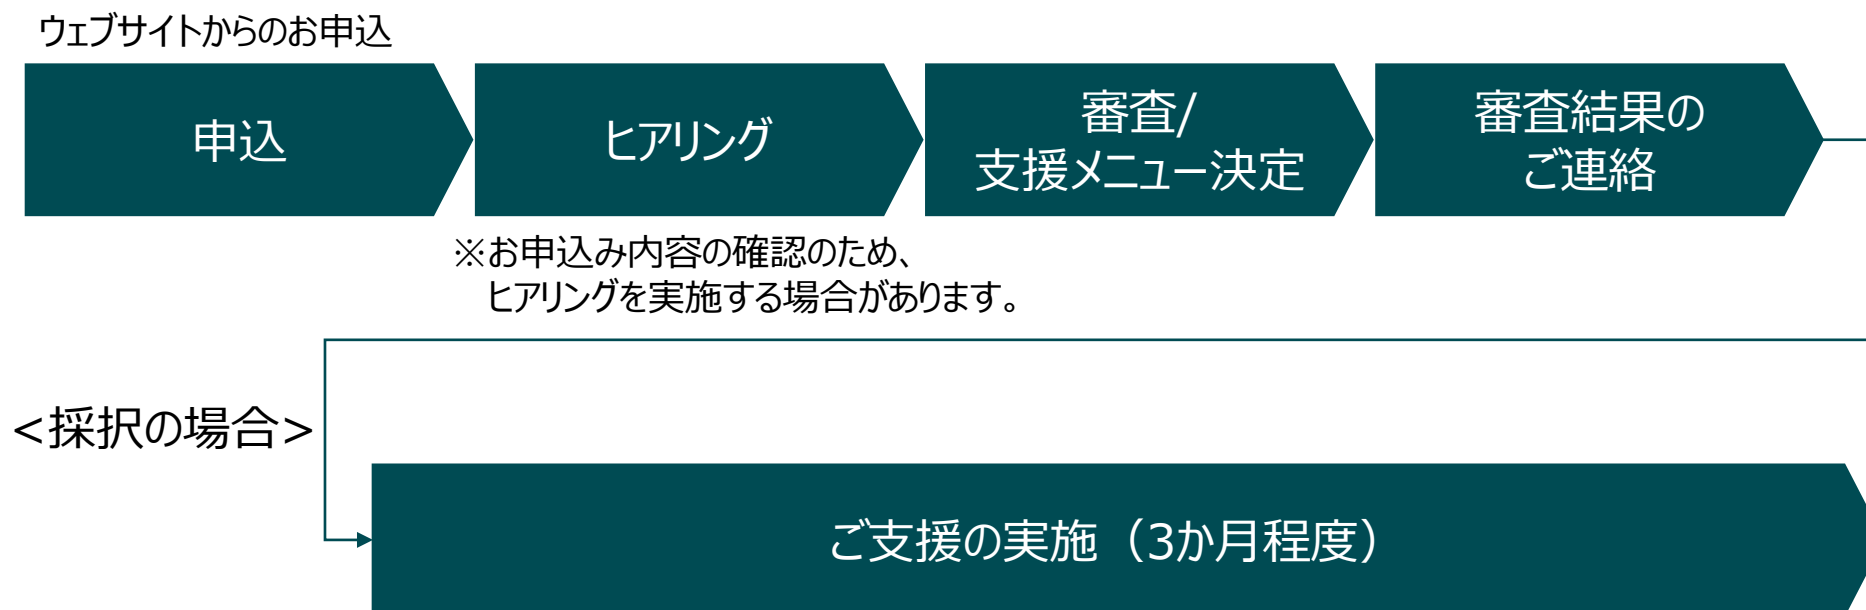 ウェブサイトからのお申込
申込
ヒアリング
審査/
支援メニュー決定
審査結果の
ご連絡
※お申込み内容の確認のため、
ヒアリングを実施する場合があります。
<採択の場合>
ご支援の実施（3か月程度）